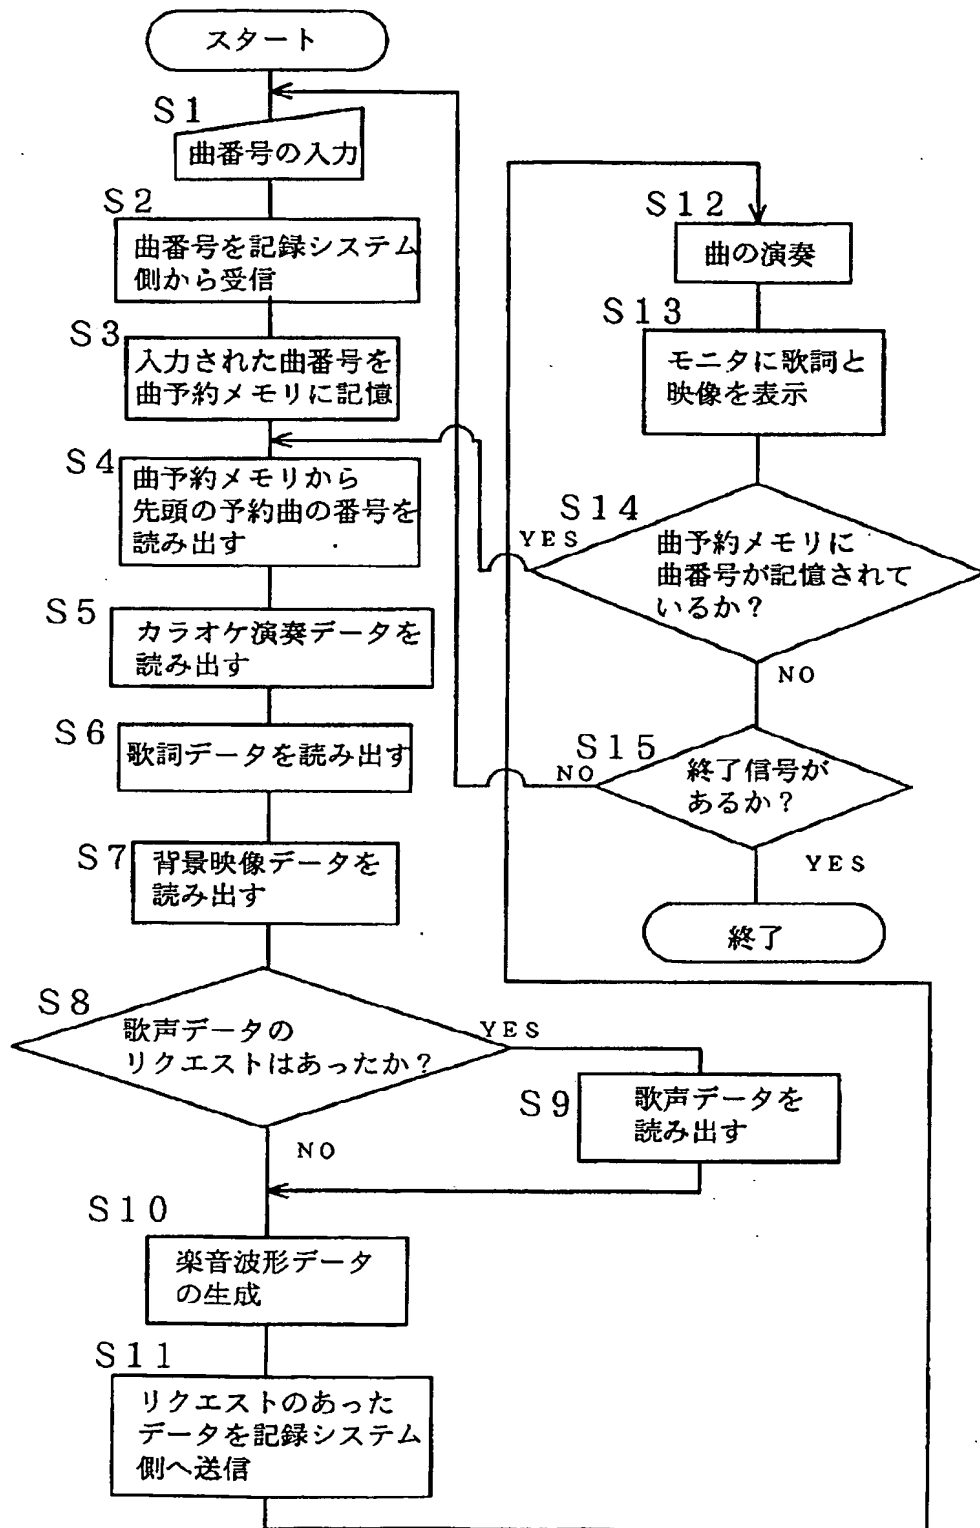 スタート
S1
曲番号の入力
S2
曲番号を記録システム
側から受信
S3
入力された曲番号を
曲予約メモリに記憶
S4
曲予約メモリから
先頭の予約曲の番号を
読み出す
S5
カラオケ演奏データを
読み出す
S6
歌詞データを読み出す
S7
背景映像データを
読み出す
S8
歌声データの
リクエストはあったか?
YES
NO
S9
歌声データを
読み出す
S10
楽音波形データ
の生成
S11
リクエストのあった
データを記録システム
側へ送信
S12
曲の演奏
S13
モニタに歌詞と
映像を表示
S14
YES
曲予約メモリに
曲番号が記憶されて
いるか?
NO
S15
NO
終了信号が
あるか?
YES
終了